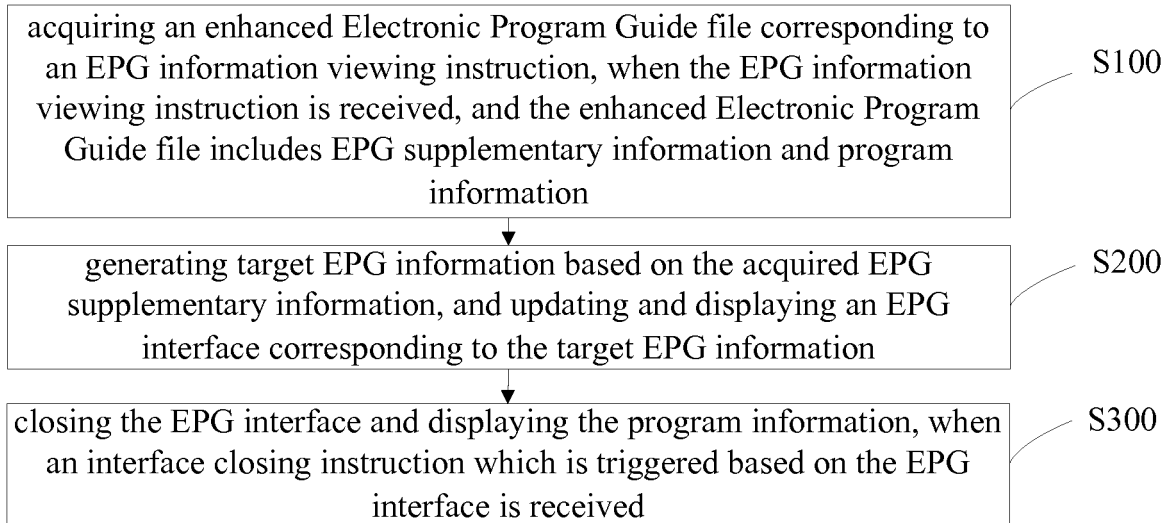 acquiring an enhanced Electronic Program Guide file corresponding to
an EPG information viewing instruction, when the EPG information
viewing instruction is received, and the enhanced Electronic Program
Guide file includes EPG supplementary information and program
information
S100
generating target EPG information based on the acquired EPG
supplementary information, and updating and displaying an EPG
interface corresponding to the target EPG information
S200
closing the EPG interface and displaying the program information, when
an interface closing instruction which is triggered based on the EPG
interface is received
S300